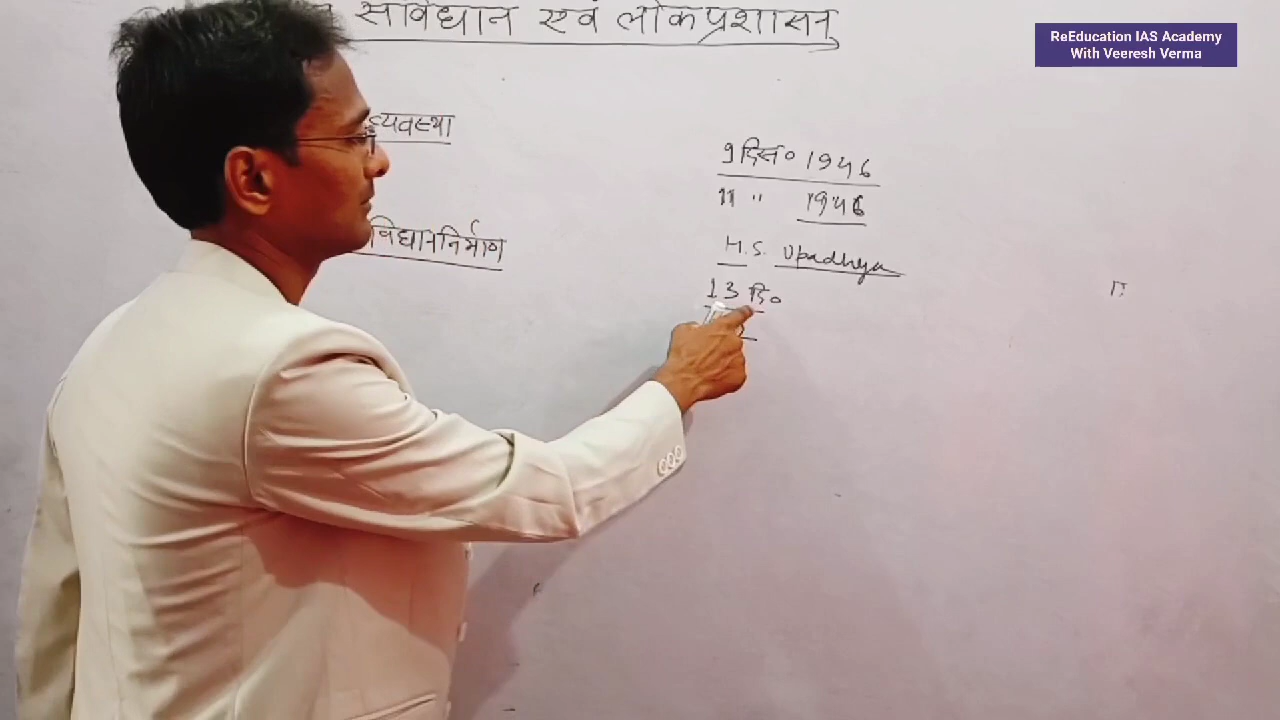 सावंधान एवं लोकप्रशासन
ReEducation IAS Academy
With Veeresh Verma
व्यवस्था
9 दिस० 1946
11 " 1946
विधाननिर्माण
H.S. Upadhya
13 दि०